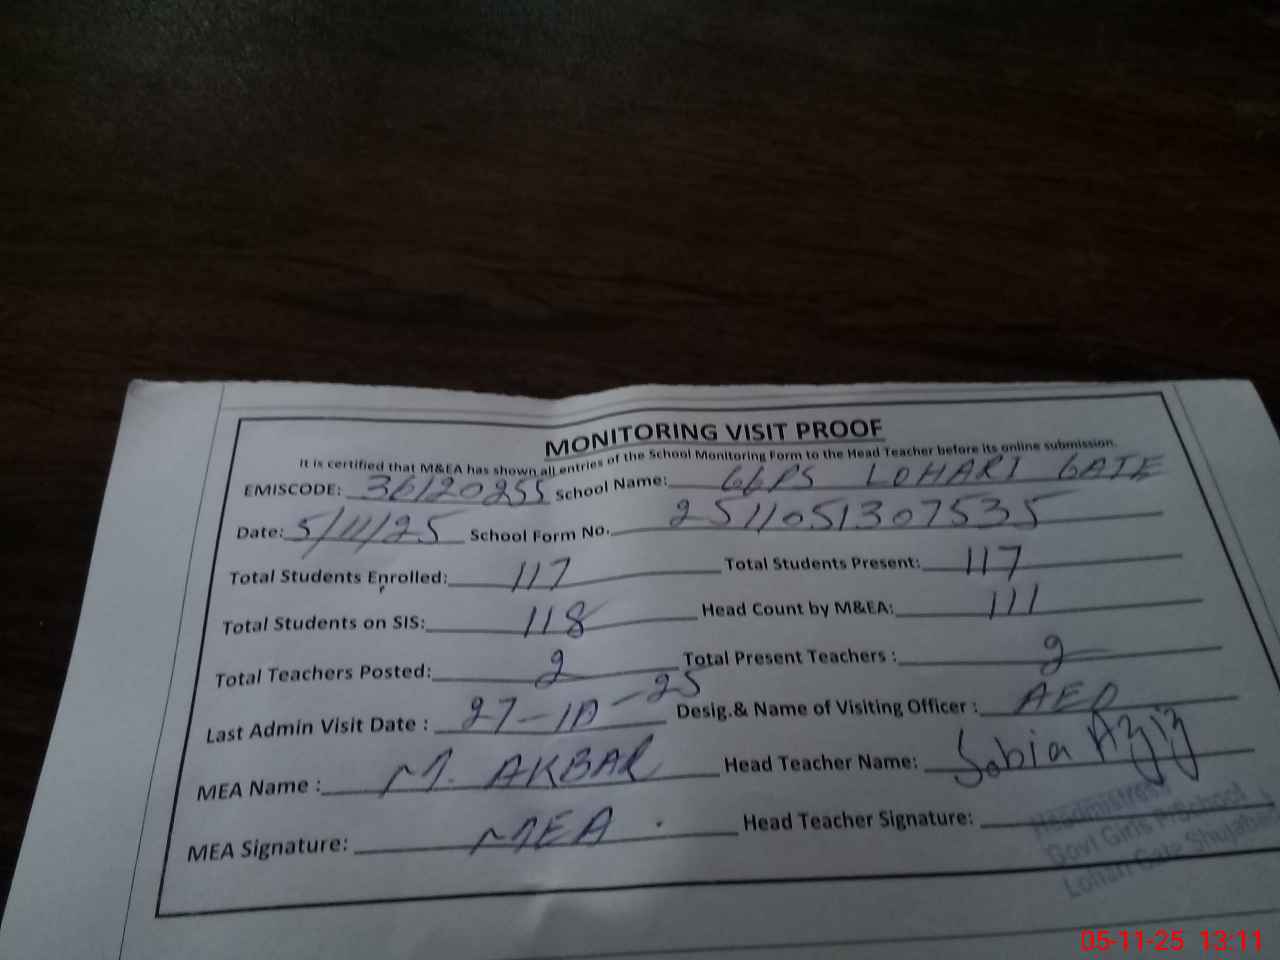 MONITORING VISIT PROOF
It is certified that M&EA has shown all entries of the School Monitoring Form to the Head Teacher before its online submission.
EMISCODE: 36120255 School Name: GGPS LOHARI GATE
Date: 5/11/25 School Form No. 2511051307535
Total Students Enrolled: 117 Total Students Present: 117
Total Students on SIS: 118 Head Count by M&EA: 111
Total Teachers Posted: 2 Total Present Teachers : 2
Last Admin Visit Date : 27-10-25 Desig.& Name of Visiting Officer : AEO
MEA Name : M. AKBAR Head Teacher Name: Sobia Aziz
MEA Signature: MEA Head Teacher Signature:
Headmistress
Govt Girls P/School
Lohari Gate
05-11-25 13:11